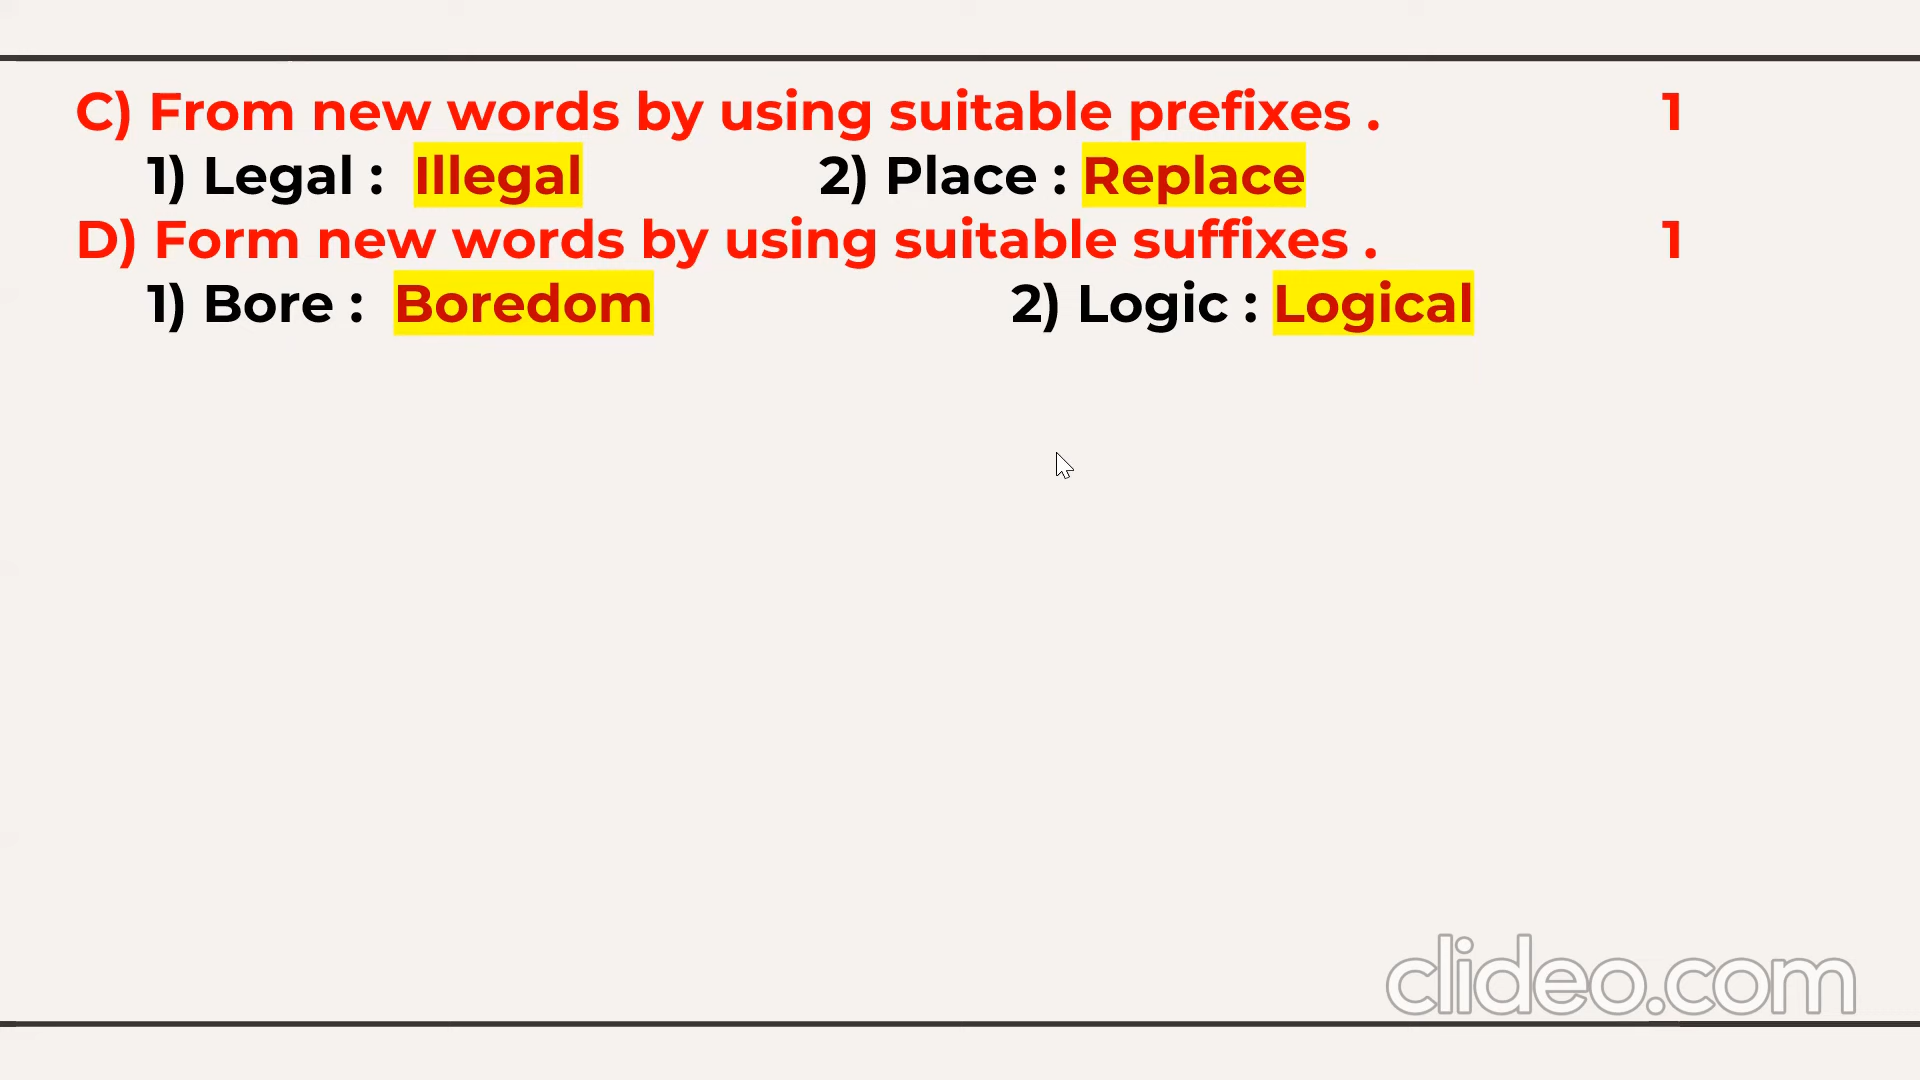 C) From new words by using suitable prefixes . 1
1) Legal : Illegal 2) Place : Replace
D) Form new words by using suitable suffixes . 1
1) Bore : Boredom 2) Logic : Logical
clideo.com